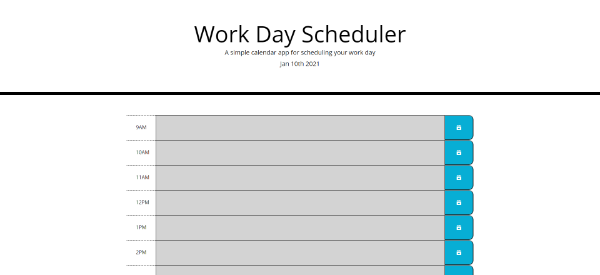 Work Day Scheduler
A simple calendar app for scheduling your work day
Jan 10th 2021
9AM
10AM
11AM
12PM
1PM
2PM